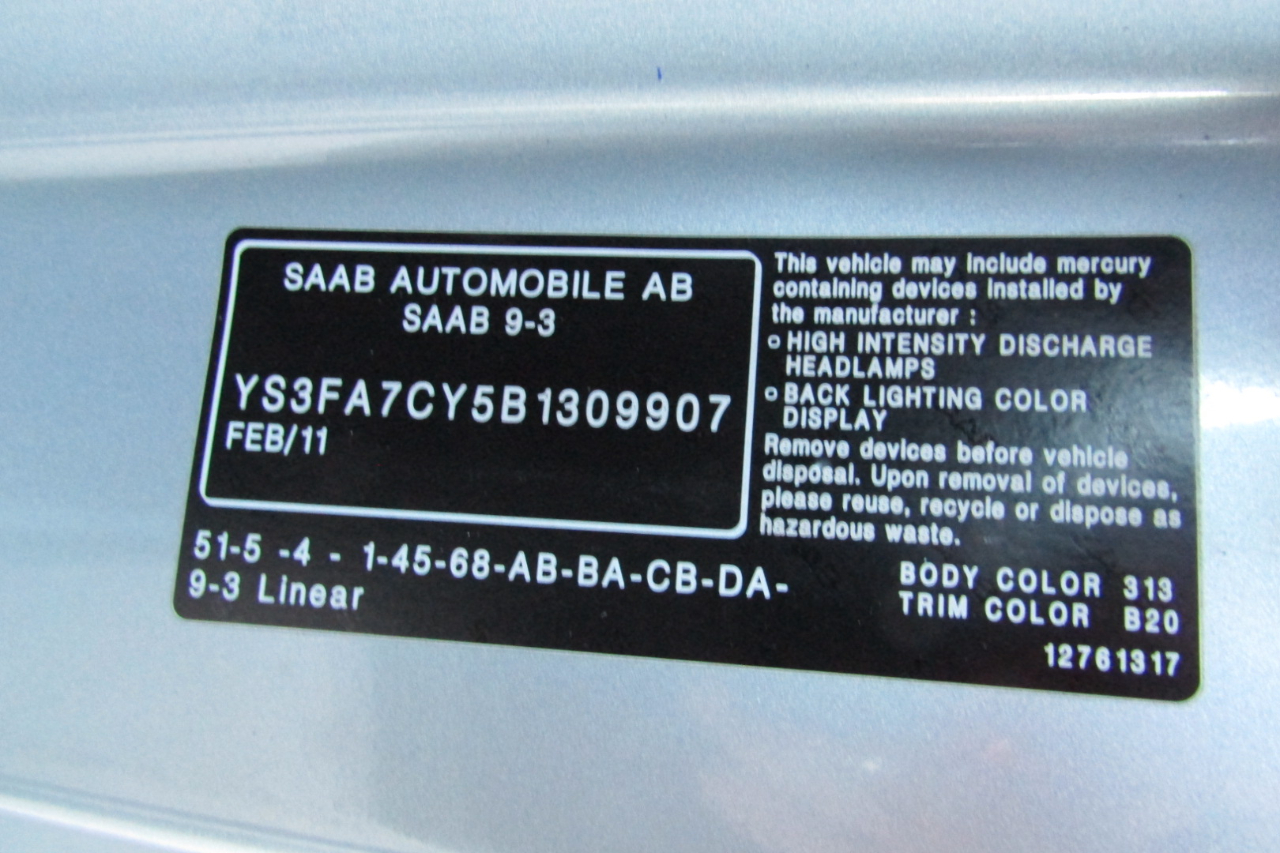 SAAB AUTOMOBILE AB
SAAB 9-3
YS3FA7CY5B1309907
FEB/11
51-5 -4 - 1-45-68-AB-BA-CB-DA-
9-3 Linear
This vehicle may include mercury
containing devices installed by
the manufacturer :
o HIGH INTENSITY DISCHARGE
HEADLAMPS
o BACK LIGHTING COLOR
DISPLAY
Remove devices before vehicle
disposal. Upon removal of devices,
please reuse, recycle or dispose as
hazardous waste.
BODY COLOR 313
TRIM COLOR B20
12761317